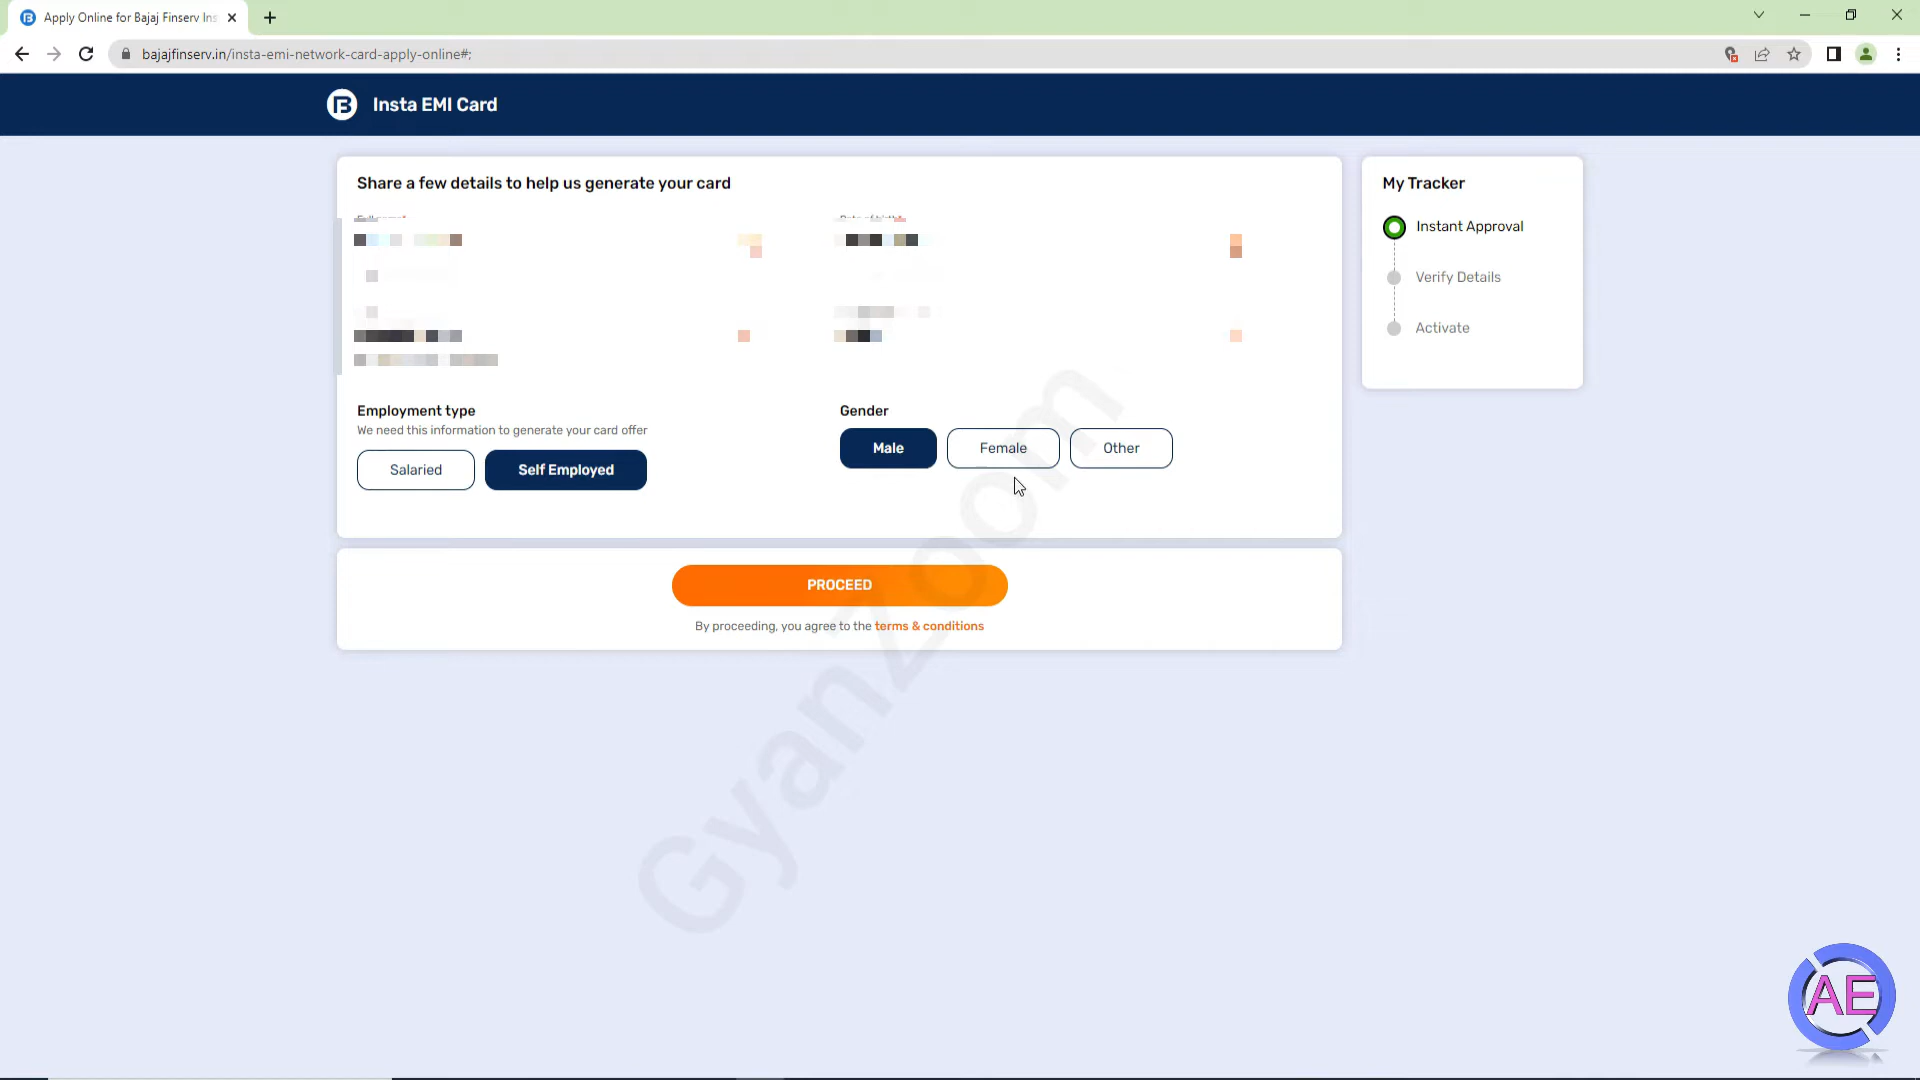 Apply Online for Bajaj Finserv Ins
bajajfinserv.in/insta-emi-network-card-apply-online#;
Insta EMI Card
Share a few details to help us generate your card
My Tracker
Instant Approval
Verify Details
Activate
Employment type
We need this information to generate your card offer
Salaried
Self Employed
Gender
Male
Female
Other
PROCEED
By proceeding, you agree to the terms & conditions
GyanZoom
AE